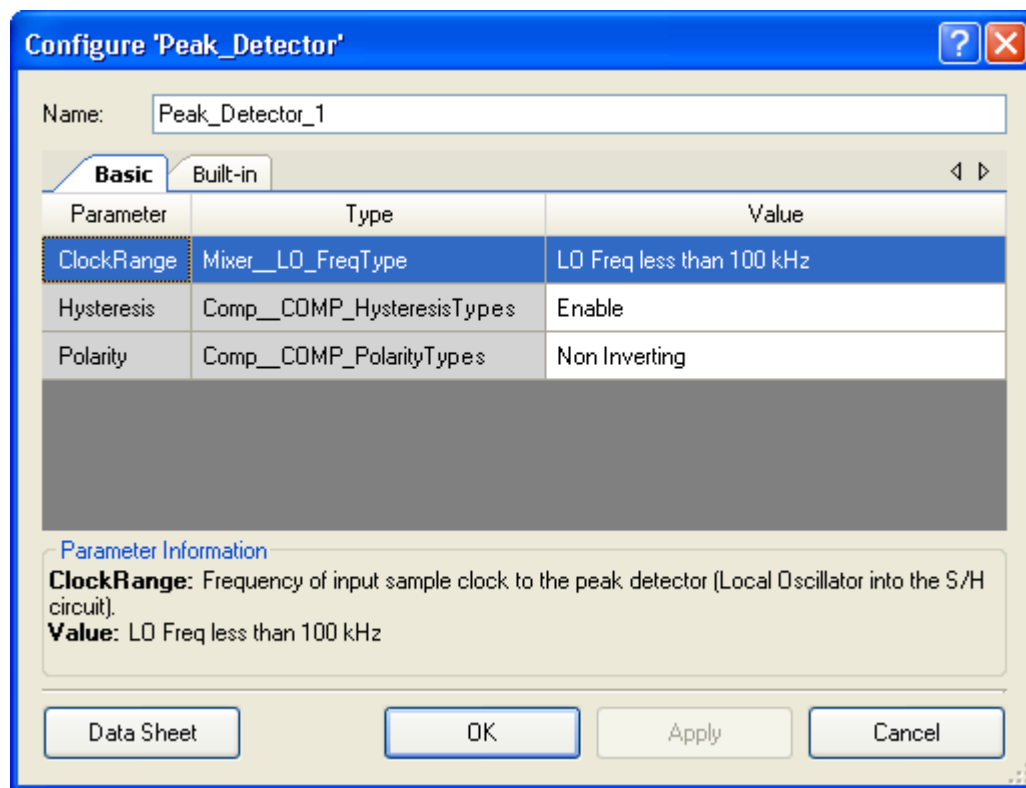 Configure 'Peak_Detector'
Name: Peak_Detector_1
Basic Built-in
Parameter Type Value
ClockRange Mixer__LO_FreqType LO Freq less than 100 kHz
Hysteresis Comp__COMP_HysteresisTypes Enable
Polarity Comp__COMP_PolarityTypes Non Inverting
Parameter Information
ClockRange: Frequency of input sample clock to the peak detector (Local Oscillator into the S/H
circuit).
Value: LO Freq less than 100 kHz
Data Sheet OK Apply Cancel